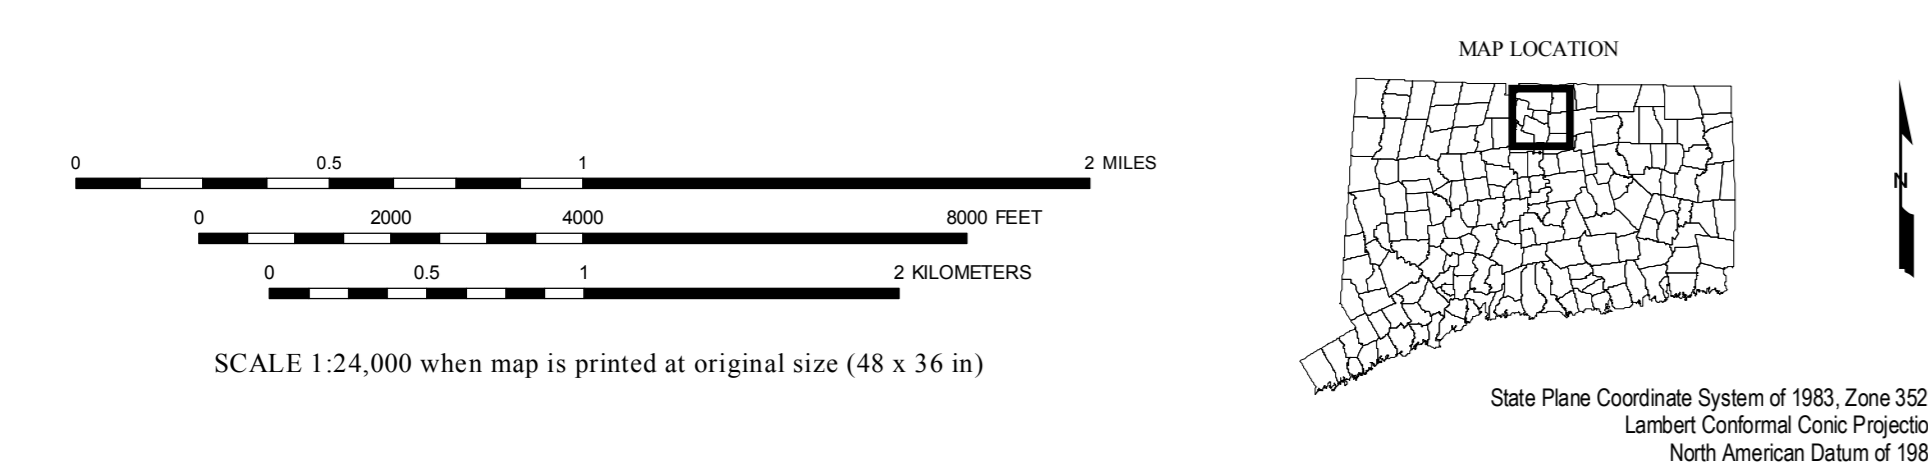 MAP LOCATION
0 0.5 1 2 MILES
0 2000 4000 8000 FEET
0 0.5 1 2 KILOMETERS
SCALE 1:24,000 when map is printed at original size (48 x 36 in)
N
State Plane Coordinate System of 1983, Zone 352
Lambert Conformal Conic Projectio
North American Datum of 198